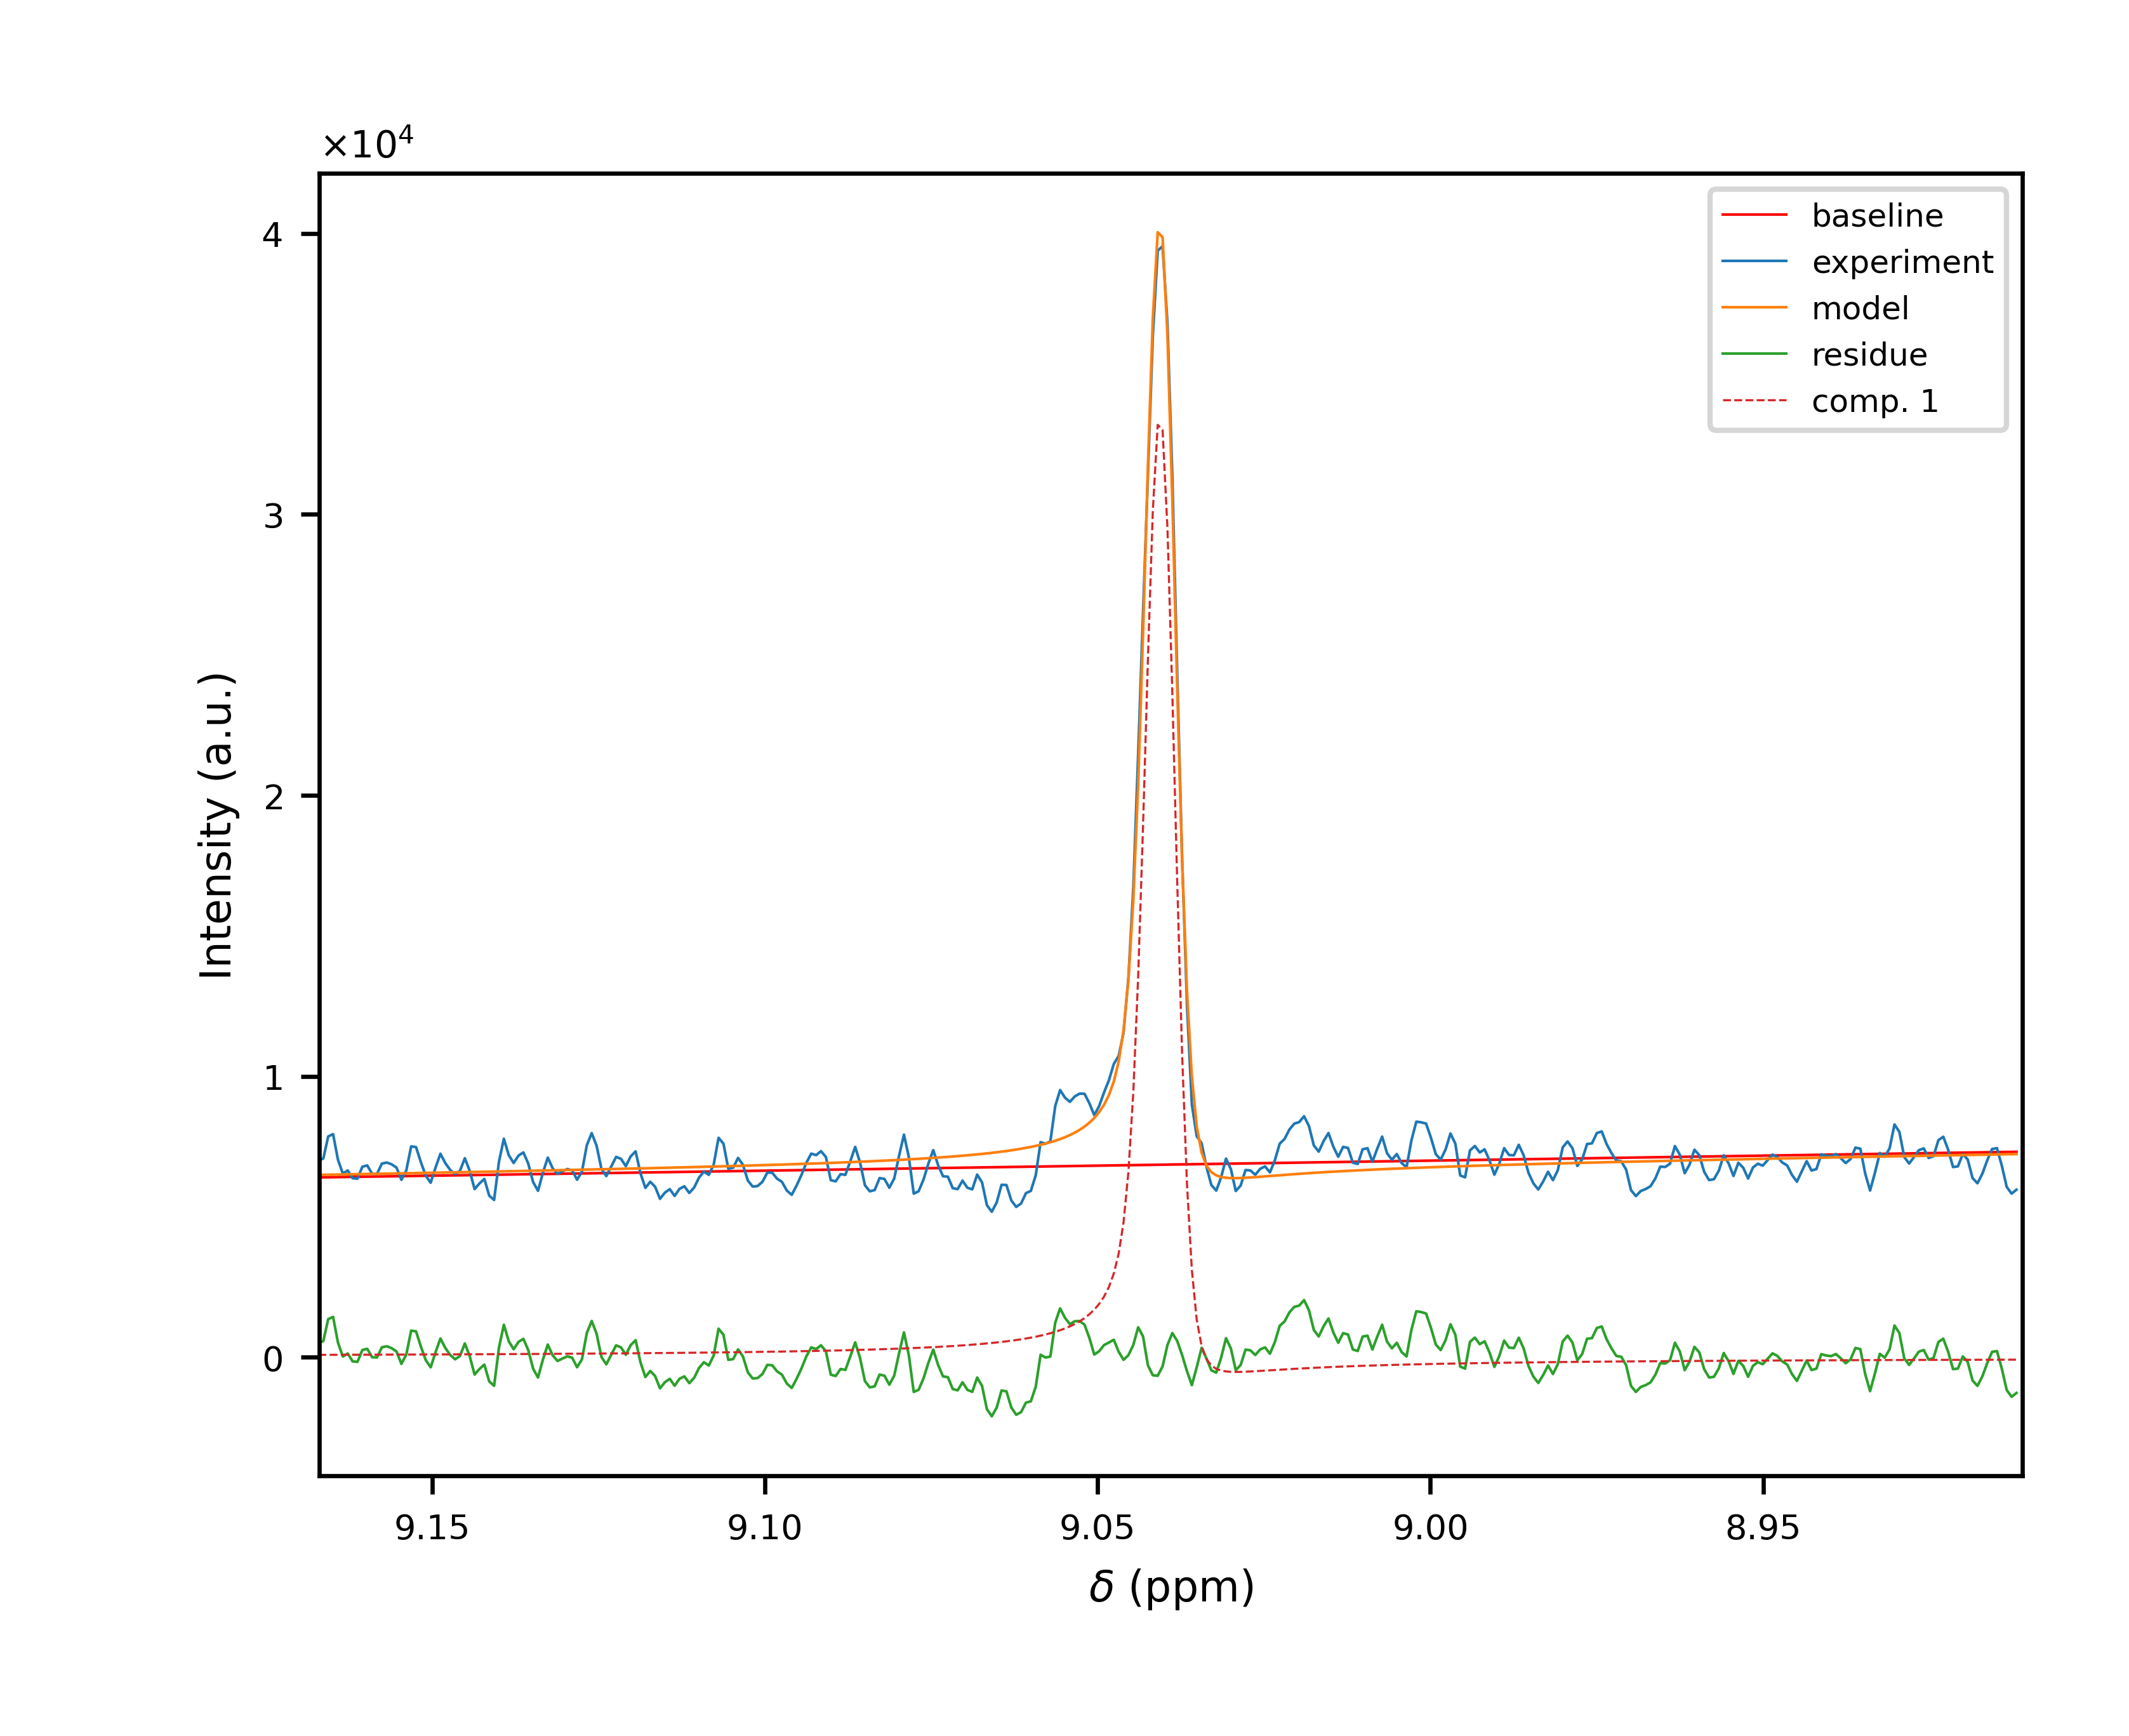 ×10⁴
4
3
2
1
0
Intensity (a.u.)
baseline
experiment
model
residue
comp. 1
9.15 9.10 9.05 9.00 8.95
δ (ppm)